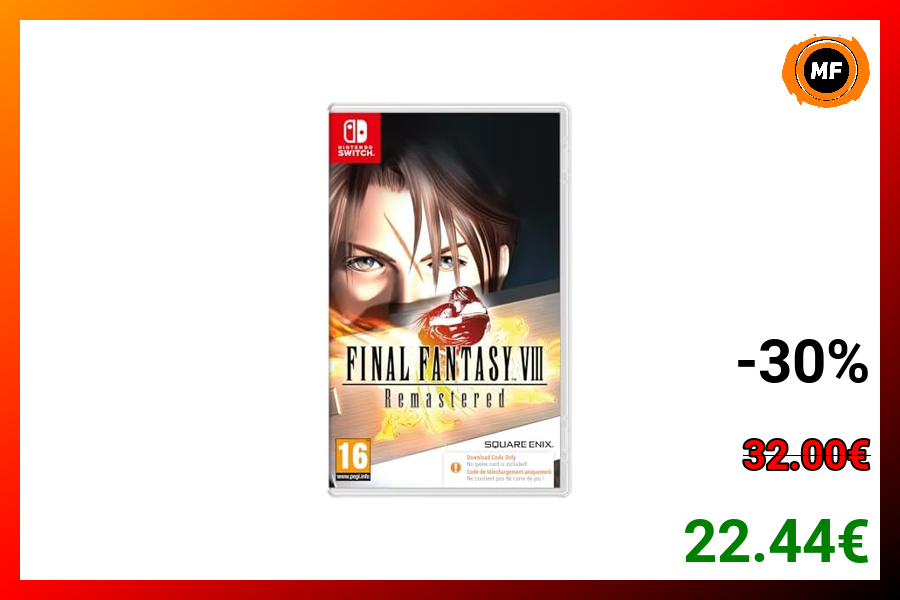 MF
NINTENDO
SWITCH.
FINAL FANTASY VIII
Remastered
SQUARE ENIX.
16
www.pegi.info
Download Code Only
No game card is included!
Code de téléchargement uniquement
Ne contient pas de carte de jeu !
-30%
32.00€
22.44€